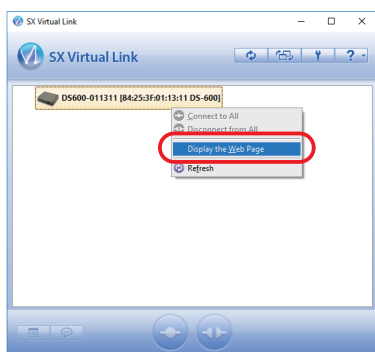 SX Virtual Link
SX Virtual Link
?
DS600-011311 [84:25:3F:01:13:11 DS-600]
Connect to All
Disconnect from All
Display the Web Page
Refresh